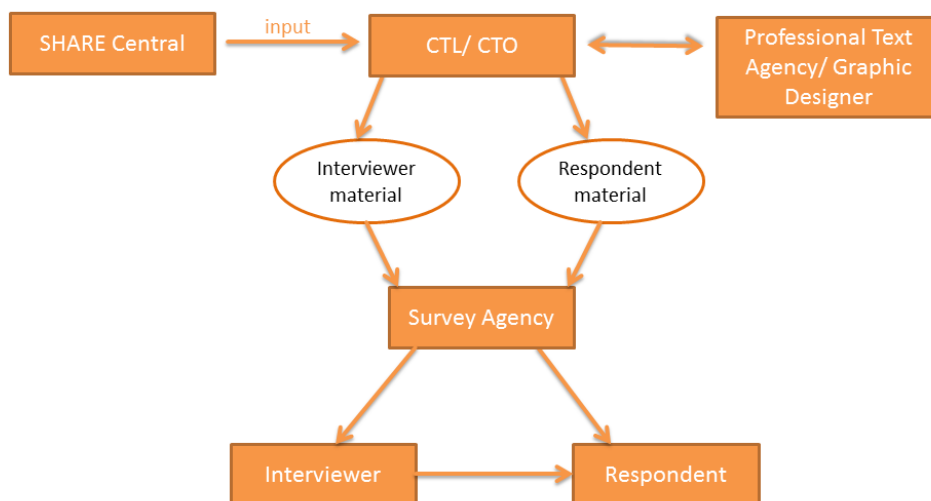 SHARE Central
input
CTL/ CTO
Professional Text
Agency/ Graphic
Designer
Interviewer
material
Respondent
material
Survey Agency
Interviewer
Respondent